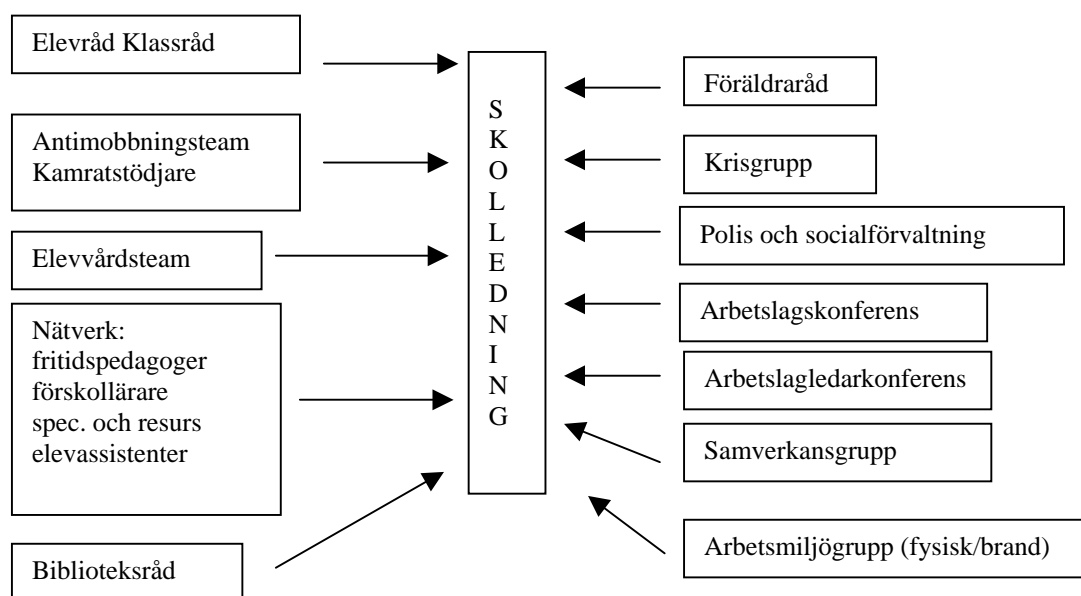 Elevråd Klassråd
Antimobbningsteam
Kamratstödjare
Elevvårdsteam
Nätverk:
fritidspedagoger
förskollärare
spec. och resurs
elevassistenter
Biblioteksråd
S
K
O
L
L
E
D
N
I
N
G
Föräldraråd
Krisgrupp
Polis och socialförvaltning
Arbetslagskonferens
Arbetslagledarkonferens
Samverkansgrupp
Arbetsmiljögrupp (fysisk/brand)